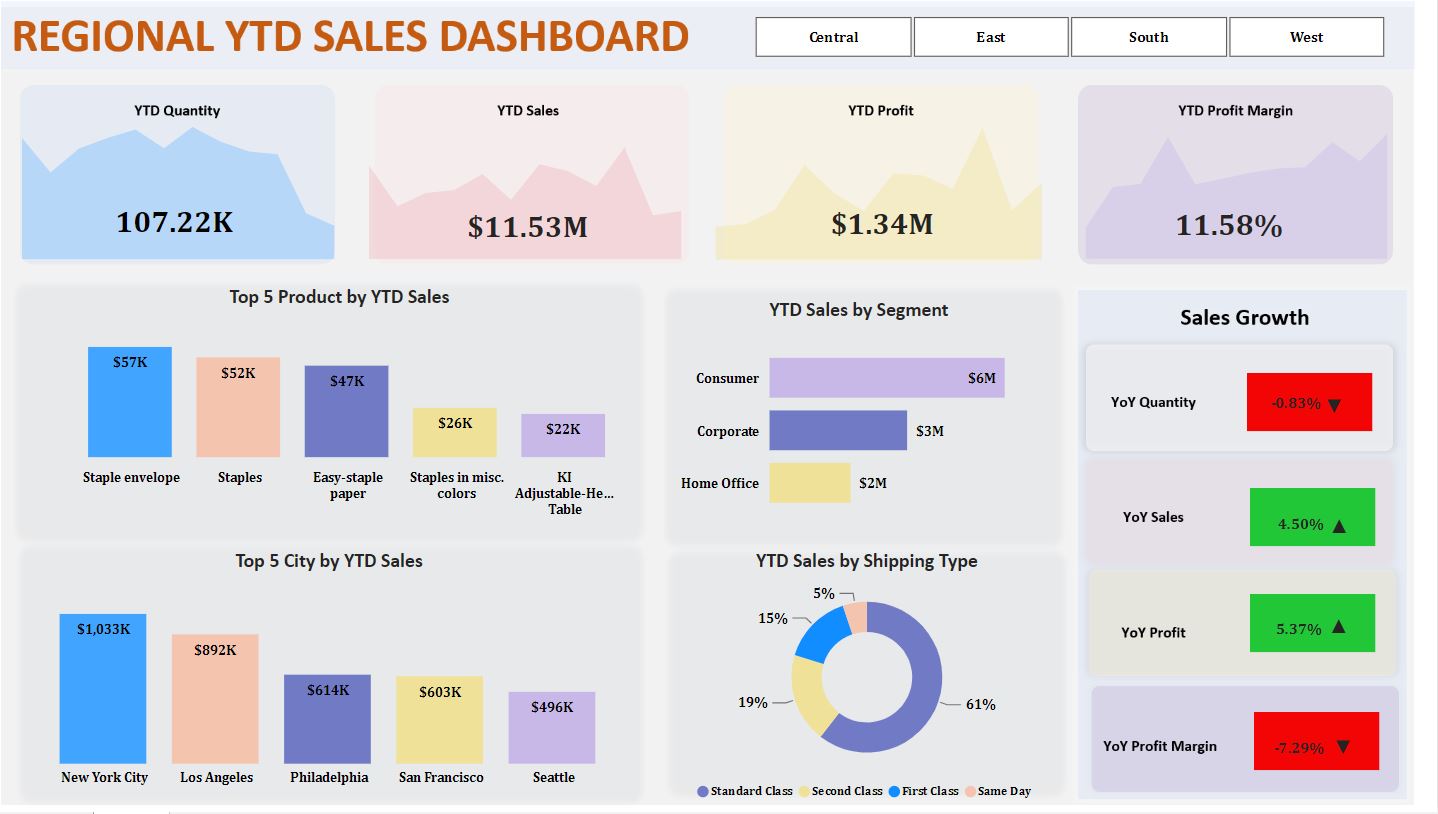 REGIONAL YTD SALES DASHBOARD
Central
East
South
West
YTD Quantity
107.22K
YTD Sales
$11.53M
YTD Profit
$1.34M
YTD Profit Margin
11.58%
Top 5 Product by YTD Sales
$57K
$52K
$47K
$26K
$22K
Staple envelope
Staples
Easy-staple
paper
Staples in misc.
colors
KI
Adjustable-He...
Table
YTD Sales by Segment
Consumer
$6M
Corporate
$3M
Home Office
$2M
Sales Growth
YoY Quantity
-0.83% ▼
YoY Sales
4.50% ▲
YoY Profit
5.37% ▲
YoY Profit Margin
-7.29% ▼
Top 5 City by YTD Sales
$1,033K
$892K
$614K
$603K
$496K
New York City
Los Angeles
Philadelphia
San Francisco
Seattle
YTD Sales by Shipping Type
5%
15%
19%
61%
Standard Class
Second Class
First Class
Same Day